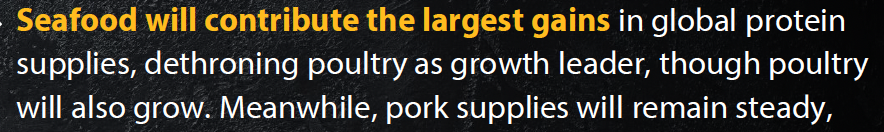 Seafood will contribute the largest gains in global protein
supplies, dethroning poultry as growth leader, though poultry
will also grow. Meanwhile, pork supplies will remain steady,